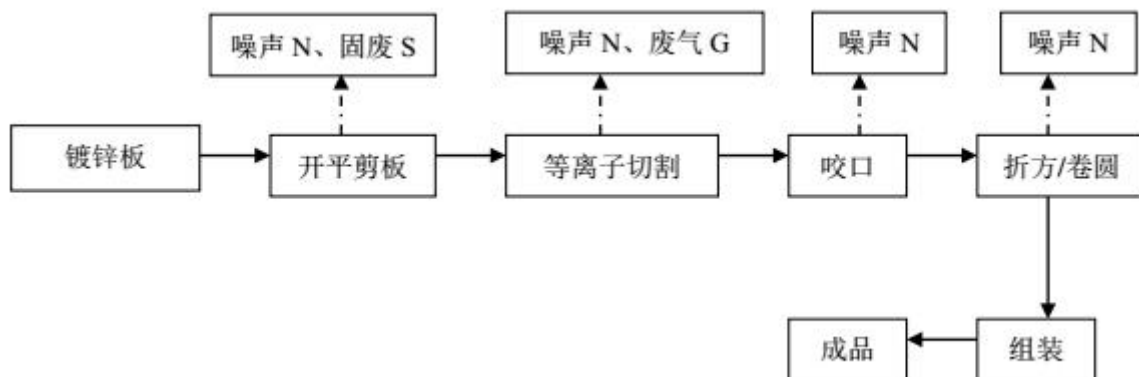 噪声 N、固废 S
噪声 N、废气 G
噪声 N
噪声 N
镀锌板
开平剪板
等离子切割
咬口
折方/卷圆
成品
组装